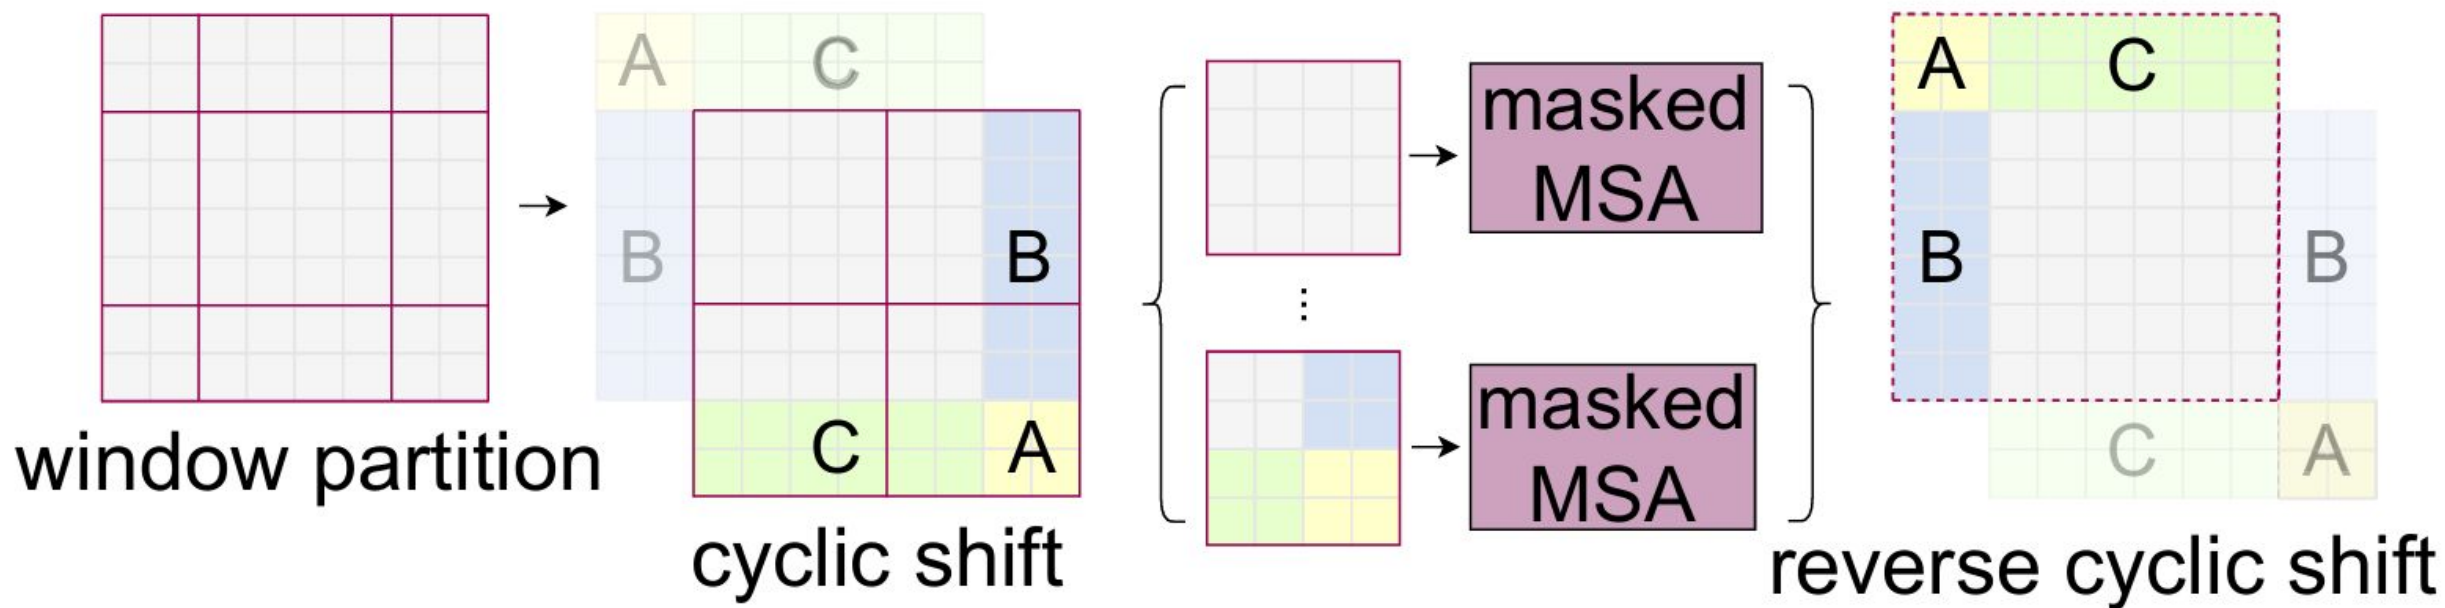 window partition
A
C
B
B
C
A
cyclic shift
masked
MSA
⋮
masked
MSA
A
C
B
B
C
A
reverse cyclic shift